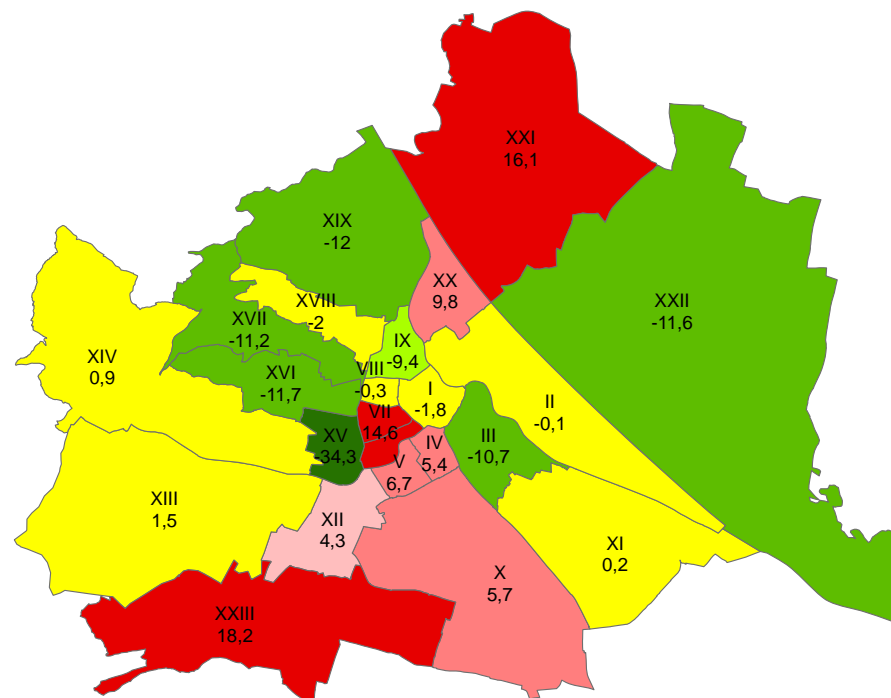 XXI
16,1
XIX
-12
XX
9,8
XXII
-11,6
XVIII
-2
XVII
-11,2
IX
-9,4
XIV
0,9
XVI
-11,7
VIII
-0,3
I
-1,8
II
-0,1
VII
14,6
XV
-34,3
IV
5,4
III
-10,7
V
6,7
XIII
1,5
XII
4,3
XI
0,2
X
5,7
XXIII
18,2